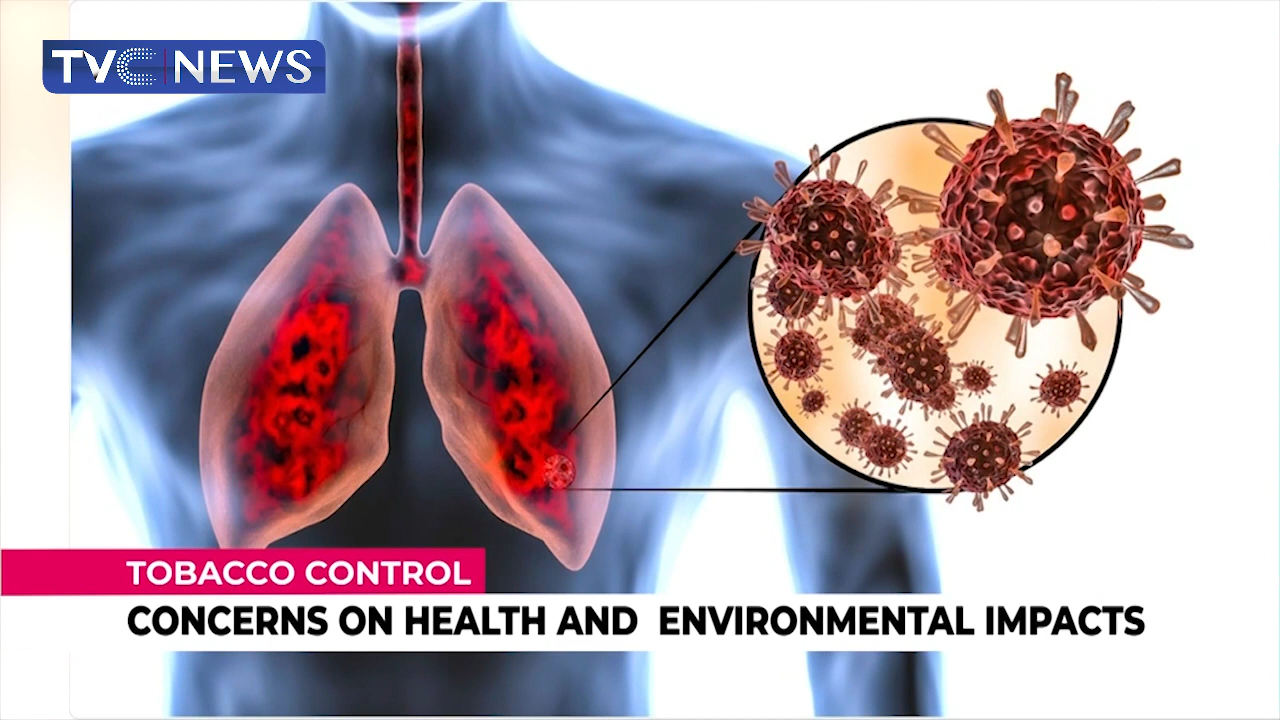 TVC NEWS
TOBACCO CONTROL
CONCERNS ON HEALTH AND  ENVIRONMENTAL IMPACTS